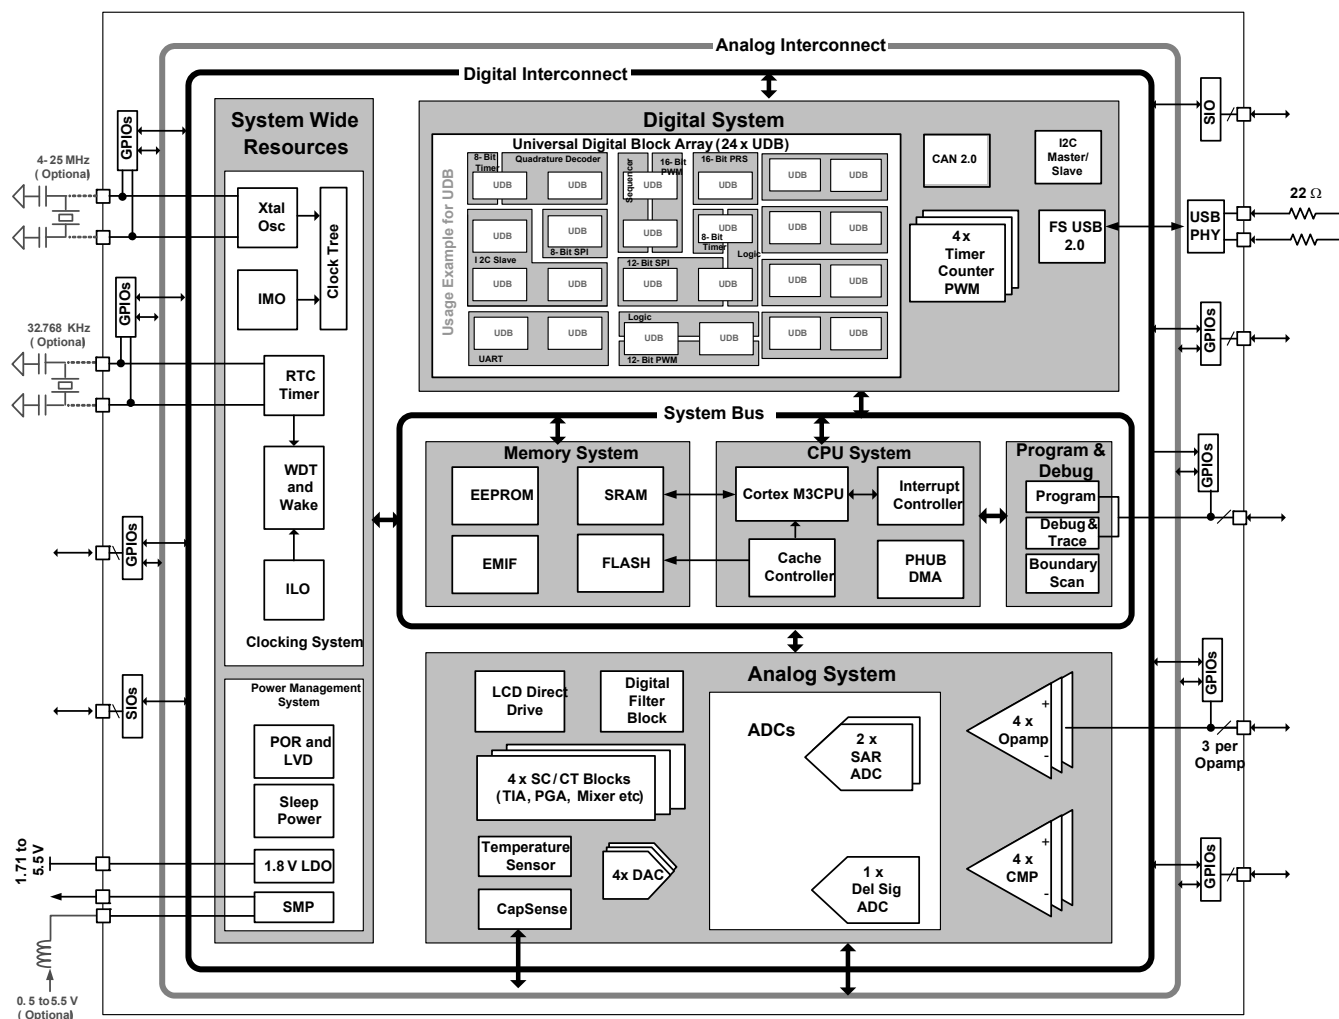 Analog Interconnect
Digital Interconnect
System Wide
Resources
Digital System
Universal Digital Block Array (24 x UDB)
Usage Example for UDB
8- Bit
Timer
Quadrature Decoder
Sequencer
16- Bit
PWM
16- Bit PRS
UDB
UDB
UDB
UDB
UDB
UDB
UDB
UDB
UDB
UDB
8- Bit
Timer
UDB
UDB
I2C Slave
8- Bit SPI
12- Bit SPI
Logic
UDB
UDB
UDB
UDB
UDB
UDB
Logic
UDB
UDB
UDB
UDB
UDB
UDB
UART
12- Bit PWM
CAN 2.0
I2C
Master/
Slave
4 x
Timer
Counter
PWM
FS USB
2.0
SIO
USB
PHY
22 Ω
GPIOs
GPIOs
GPIOs
3 per
Opamp
GPIOs
4- 25 MHz
( Optional)
GPIOs
32.768 KHz
( Optional)
GPIOs
GPIOs
SIOs
1.71 to
5.5 V
0. 5 to 5.5 V
( Optional)
Xtal
Osc
Clock Tree
IMO
RTC
Timer
WDT
and
Wake
ILO
Clocking System
Power Management
System
POR and
LVD
Sleep
Power
1.8 V LDO
SMP
System Bus
Memory System
EEPROM
SRAM
EMIF
FLASH
CPU System
Cortex M3CPU
Interrupt
Controller
Cache
Controller
PHUB
DMA
Program &
Debug
Program
Debug &
Trace
Boundary
Scan
Analog System
LCD Direct
Drive
Digital
Filter
Block
4 x SC / CT Blocks
(TIA, PGA, Mixer etc)
Temperature
Sensor
4x DAC
CapSense
ADCs
2 x
SAR
ADC
1 x
Del Sig
ADC
+
4 x
Opamp
-
+
4 x
CMP
-